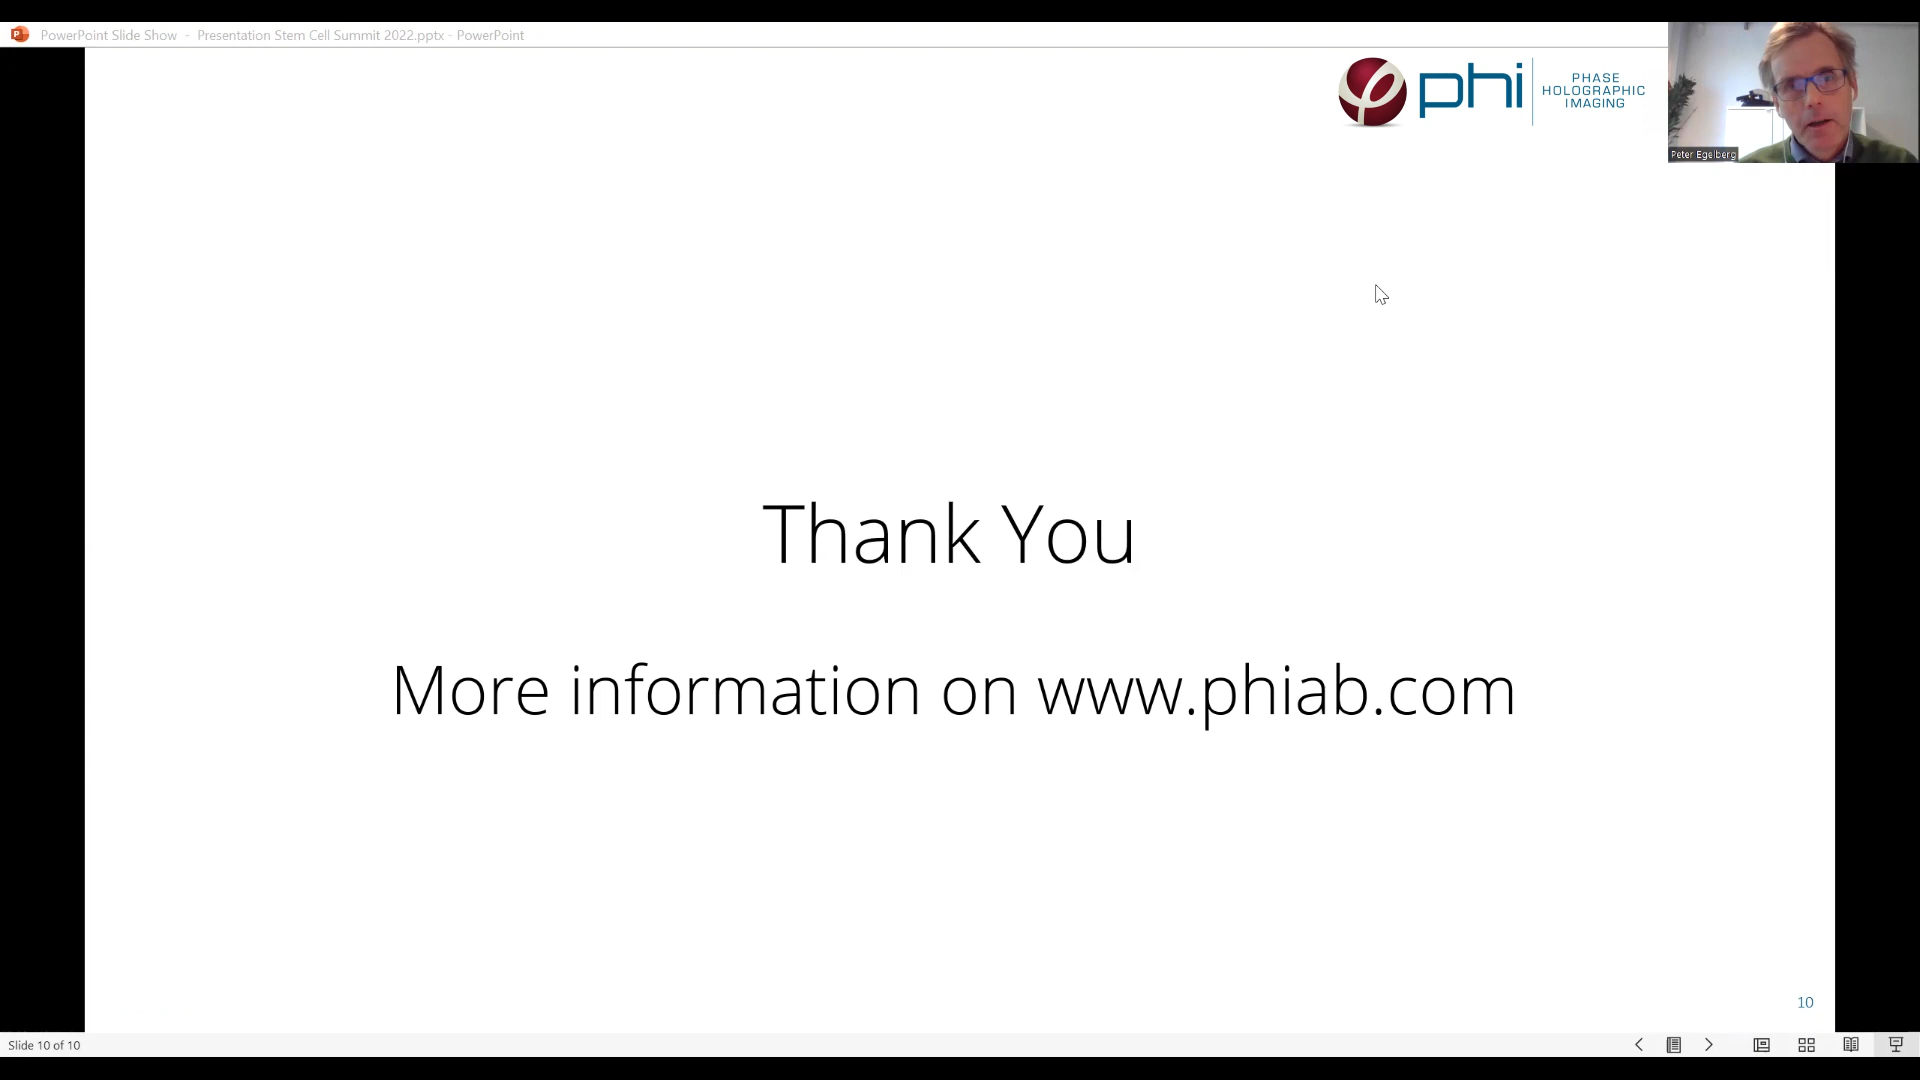 PowerPoint Slide Show - Presentation Stem Cell Summit 2022.pptx - PowerPoint
phi
PHASE
HOLOGRAPHIC
IMAGING
Peter Egelberg
Thank You
More information on www.phiab.com
10
Slide 10 of 10